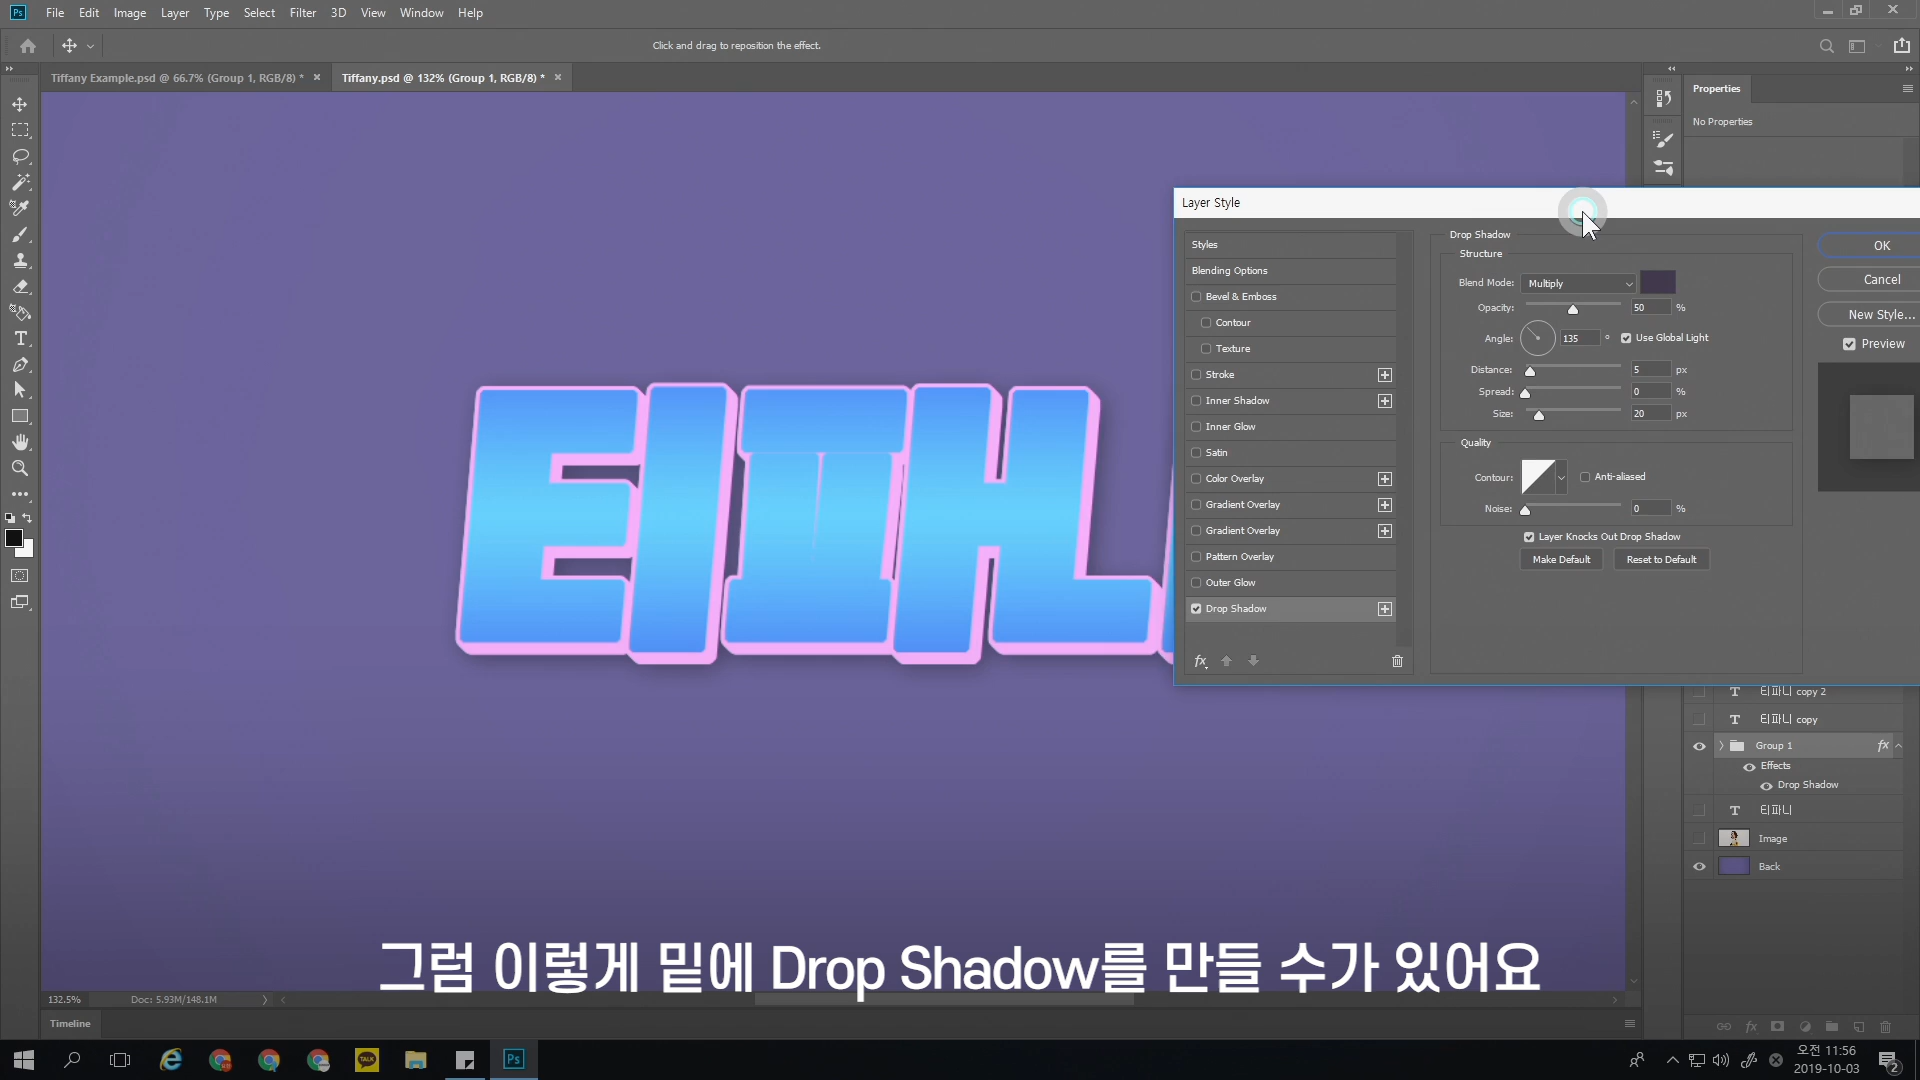 Ps File Edit Image Layer Type Select Filter 3D View Window Help
Click and drag to reposition the effect.
Tiffany Example.psd @ 66.7% (Group 1, RGB/8) *
Tiffany.psd @ 132% (Group 1, RGB/8) *
Properties
No Properties
Layer Style
Styles
Blending Options
Bevel & Emboss
Contour
Texture
Stroke
Inner Shadow
Inner Glow
Satin
Color Overlay
Gradient Overlay
Gradient Overlay
Pattern Overlay
Outer Glow
Drop Shadow
fx
Drop Shadow
Structure
Blend Mode: Multiply
Opacity: 50 %
Angle: 135 ° Use Global Light
Distance: 5 px
Spread: 0 %
Size: 20 px
Quality
Contour: Anti-aliased
Noise: 0 %
Layer Knocks Out Drop Shadow
Make Default Reset to Default
OK
Cancel
New Style...
Preview
티파니
T 티파니 copy 2
T 티파니 copy
Group 1 fx
Effects
Drop Shadow
T 티파니
Image
Back
그럼 이렇게 밑에 Drop Shadow를 만들 수가 있어요
132.5% Doc: 5.93M/148.1M
Timeline
fx
TALK
Ps
오전 11:56
2019-10-03
2